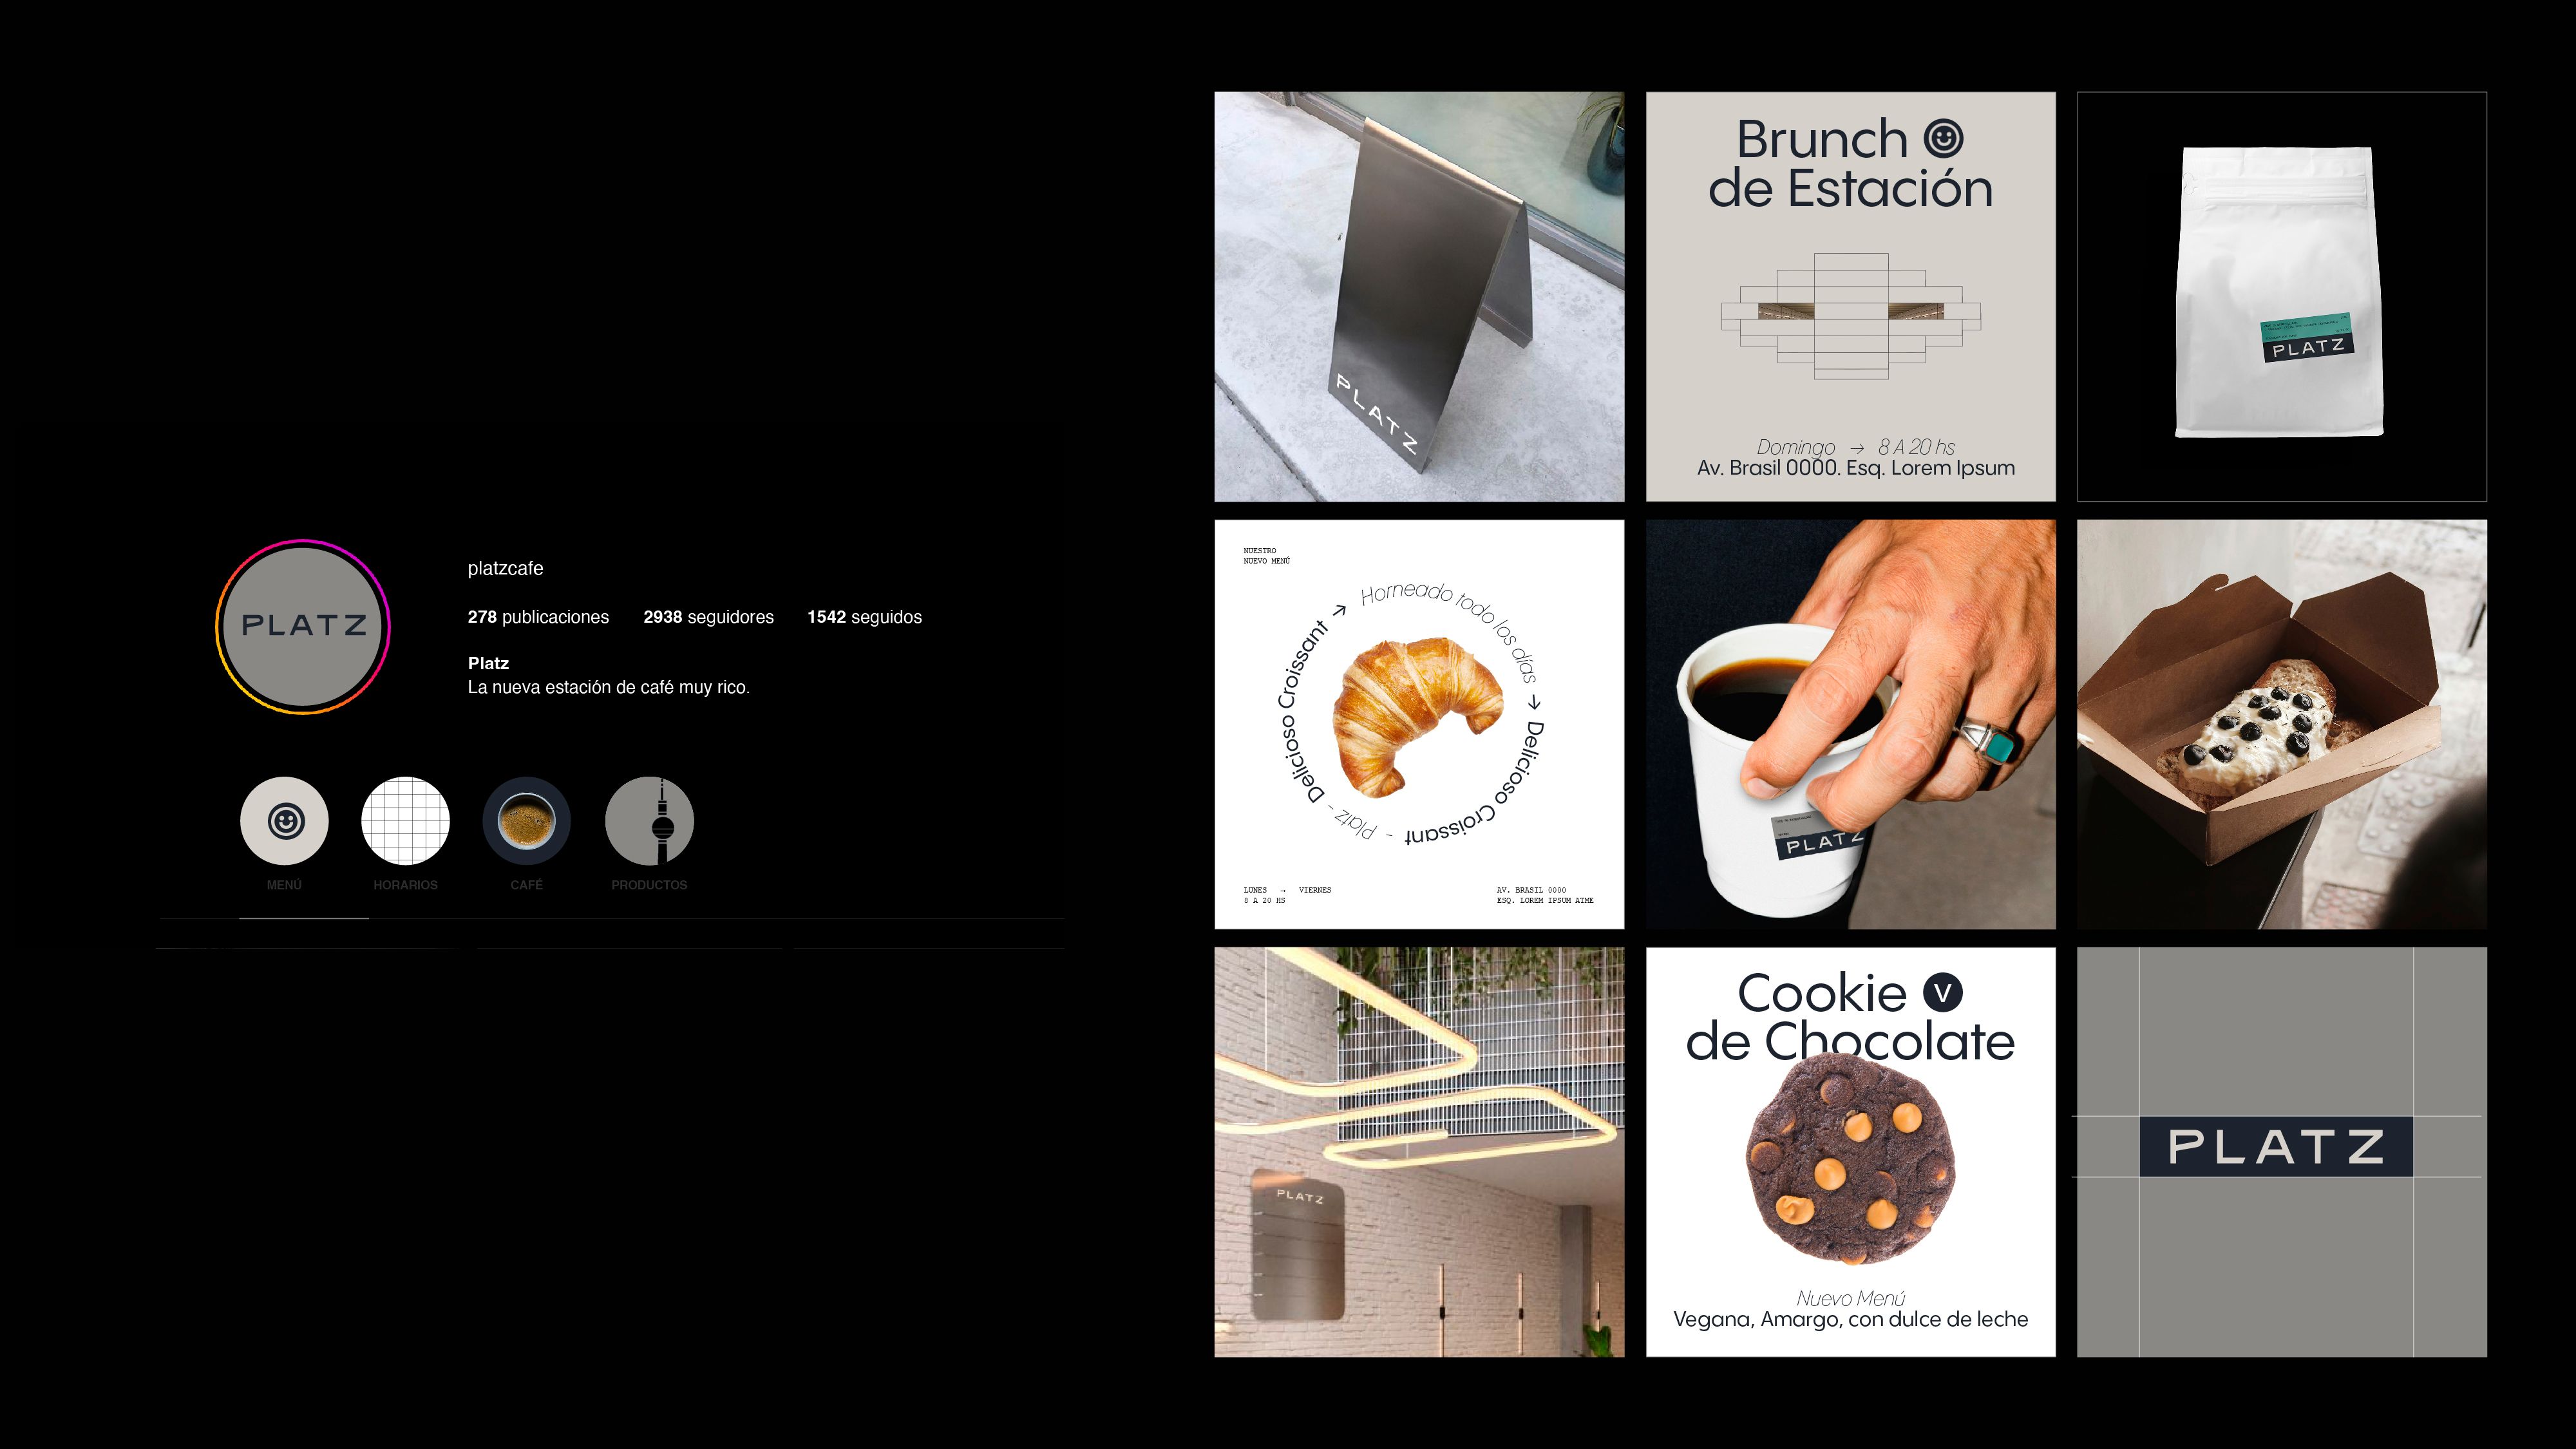 platzcafe
278 publicaciones 2938 seguidores 1542 seguidos
Platz
La nueva estación de café muy rico.
PLATZ
MENÚ HORARIOS CAFÉ PRODUCTOS
PLATZ
Brunch
de Estación
Domingo → 8 A 20 hs
Av. Brasil 0000. Esq. Lorem Ipsum
PLATZ
NUESTRO
NUEVO MENÚ
Horneado todo los días → Delicioso Croissant - Platz - Delicioso Croissant →
LUNES → VIERNES
8 A 20 HS
AV. BRASIL 0000
ESQ. LOREM IPSUM ATME
PLATZ
PLATZ
Cookie V
de Chocolate
Nuevo Menú
Vegana, Amargo, con dulce de leche
PLATZ